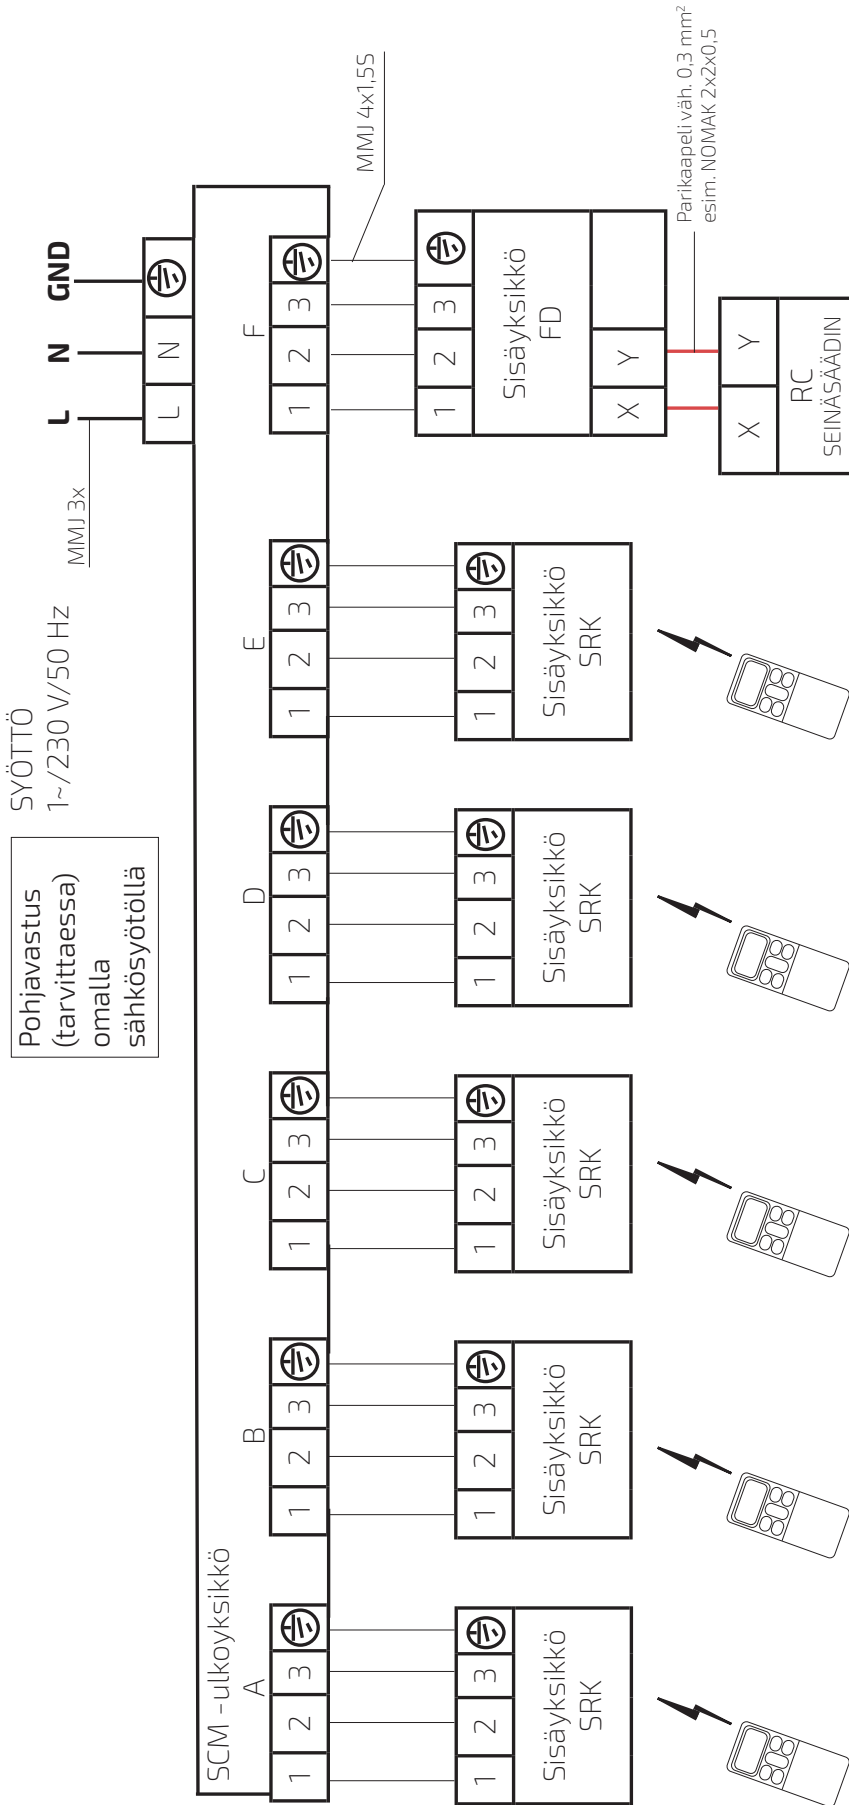 Pohjavastus
(tarvittaessa)
omalla
sähkösyötöllä
SYÖTTÖ
1~/230 V/50 Hz
MMJ 3x
L N GND
L N
SCM -ulkoyksikkö
A B C D E F
1 2 3 1 2 3 1 2 3 1 2 3 1 2 3 1 2 3
MMJ 4x1,5S
1 2 3 1 2 3 1 2 3 1 2 3 1 2 3 1 2 3
Sisäyksikkö
SRK
Sisäyksikkö
SRK
Sisäyksikkö
SRK
Sisäyksikkö
SRK
Sisäyksikkö
SRK
Sisäyksikkö
FD
X Y
Parikaapeli väh. 0,3 mm²
esim. NOMAK 2x2x0,5
X Y
RC
SEINÄSÄÄDIN